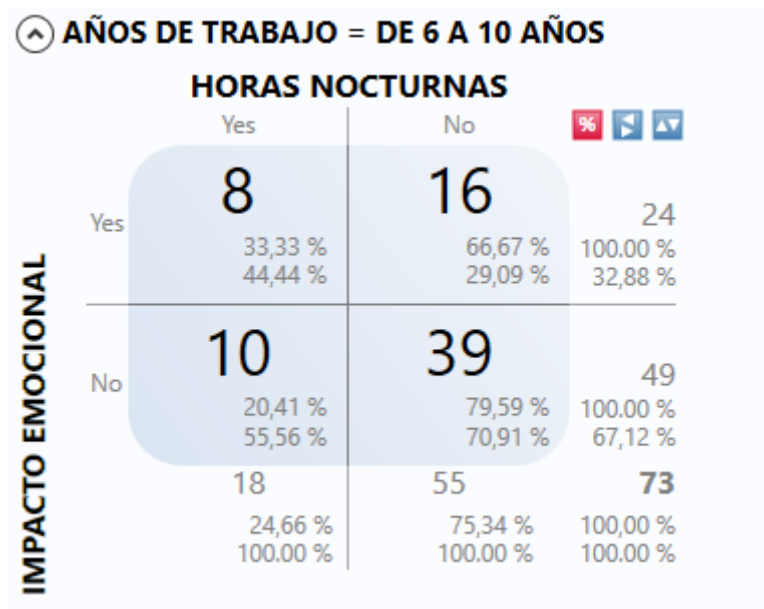 AÑOS DE TRABAJO = DE 6 A 10 AÑOS
HORAS NOCTURNAS
Yes No %
IMPACTO EMOCIONAL
Yes 8 16 24
33,33 % 66,67 % 100.00 %
44,44 % 29,09 % 32,88 %
No 10 39 49
20,41 % 79,59 % 100.00 %
55,56 % 70,91 % 67,12 %
18 55 73
24,66 % 75,34 % 100,00 %
100.00 % 100.00 % 100.00 %